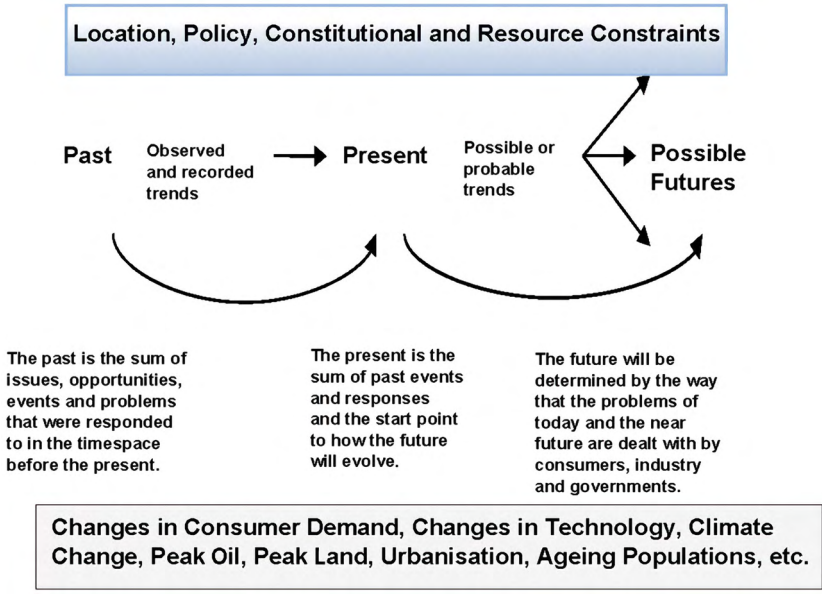 Location, Policy, Constitutional and Resource Constraints
Past
Observed
and recorded
trends
Present
Possible or
probable
trends
Possible
Futures
The past is the sum of
issues, opportunities,
events and problems
that were responded
to in the timespace
before the present.
The present is the
sum of past events
and responses
and the start point
to how the future
will evolve.
The future will be
determined by the way
that the problems of
today and the near
future are dealt with by
consumers, industry
and governments.
Changes in Consumer Demand, Changes in Technology, Climate
Change, Peak Oil, Peak Land, Urbanisation, Ageing Populations, etc.